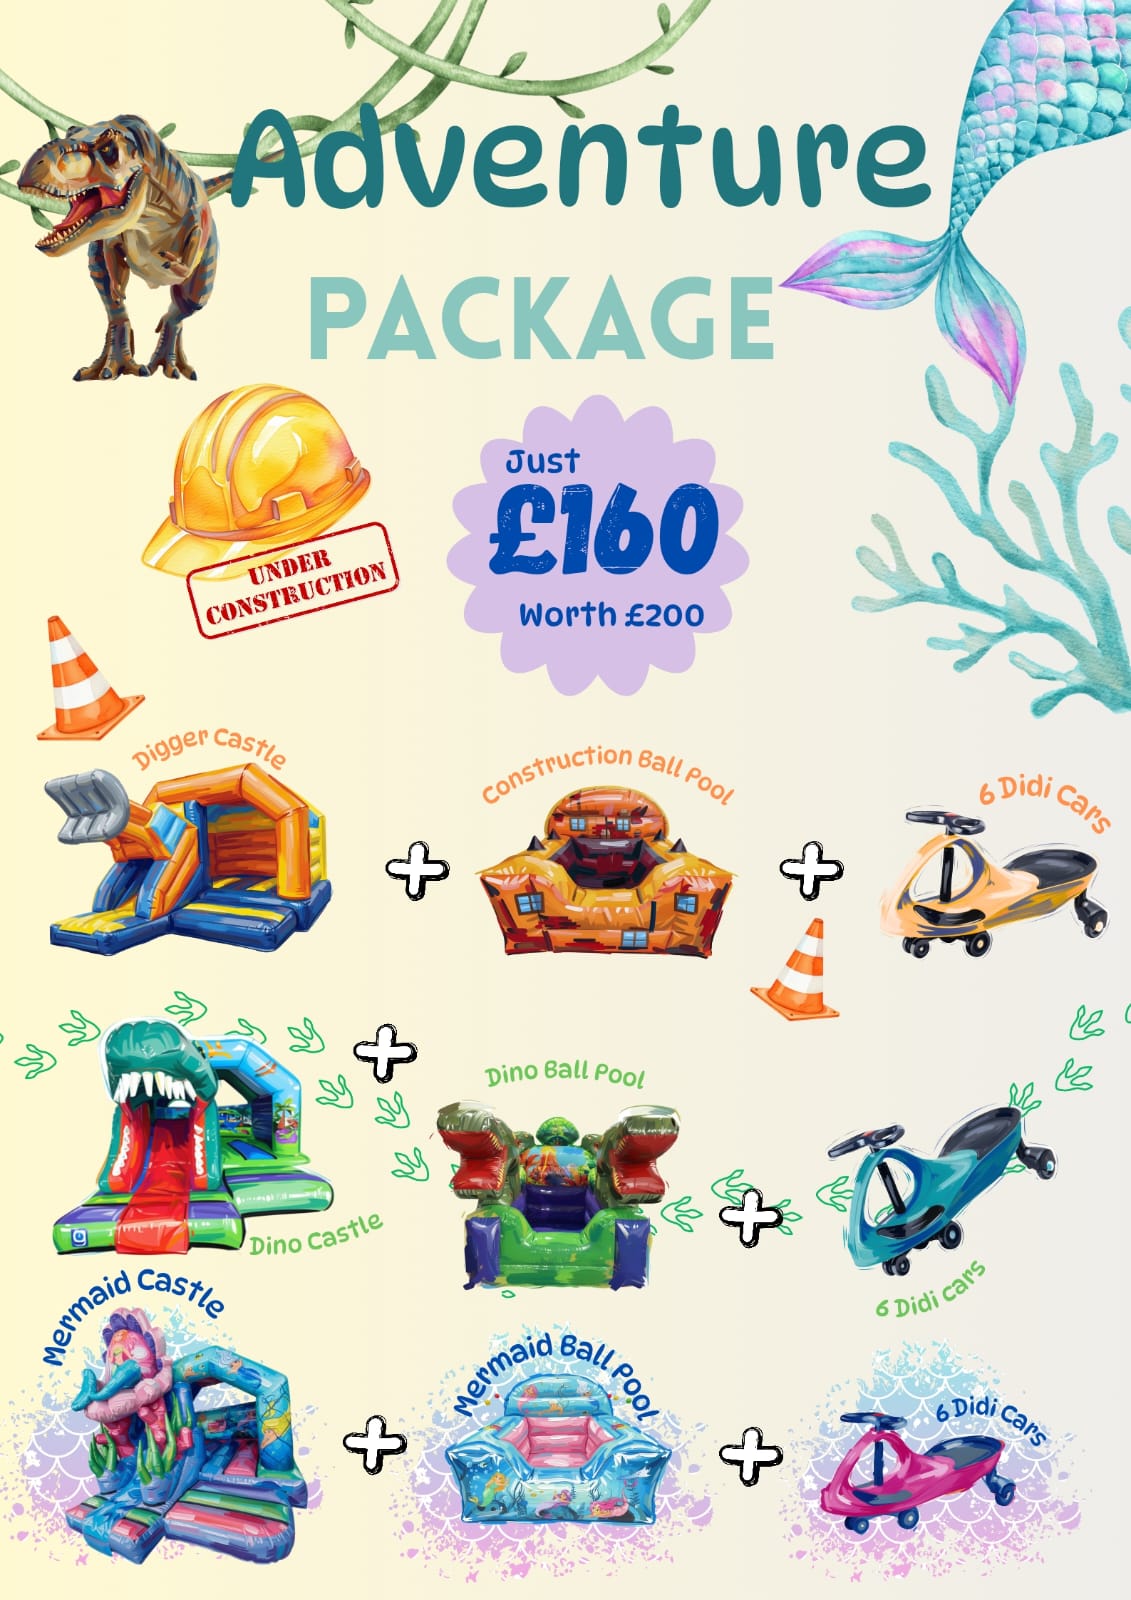 Adventure
PACKAGE
Just
£160
Worth £200
UNDER
CONSTRUCTION
Digger Castle
Construction Ball Pool
6 Didi Cars
Dino Ball Pool
Dino Castle
6 Didi cars
Mermaid Castle
Mermaid Ball Pool
6 Didi Cars